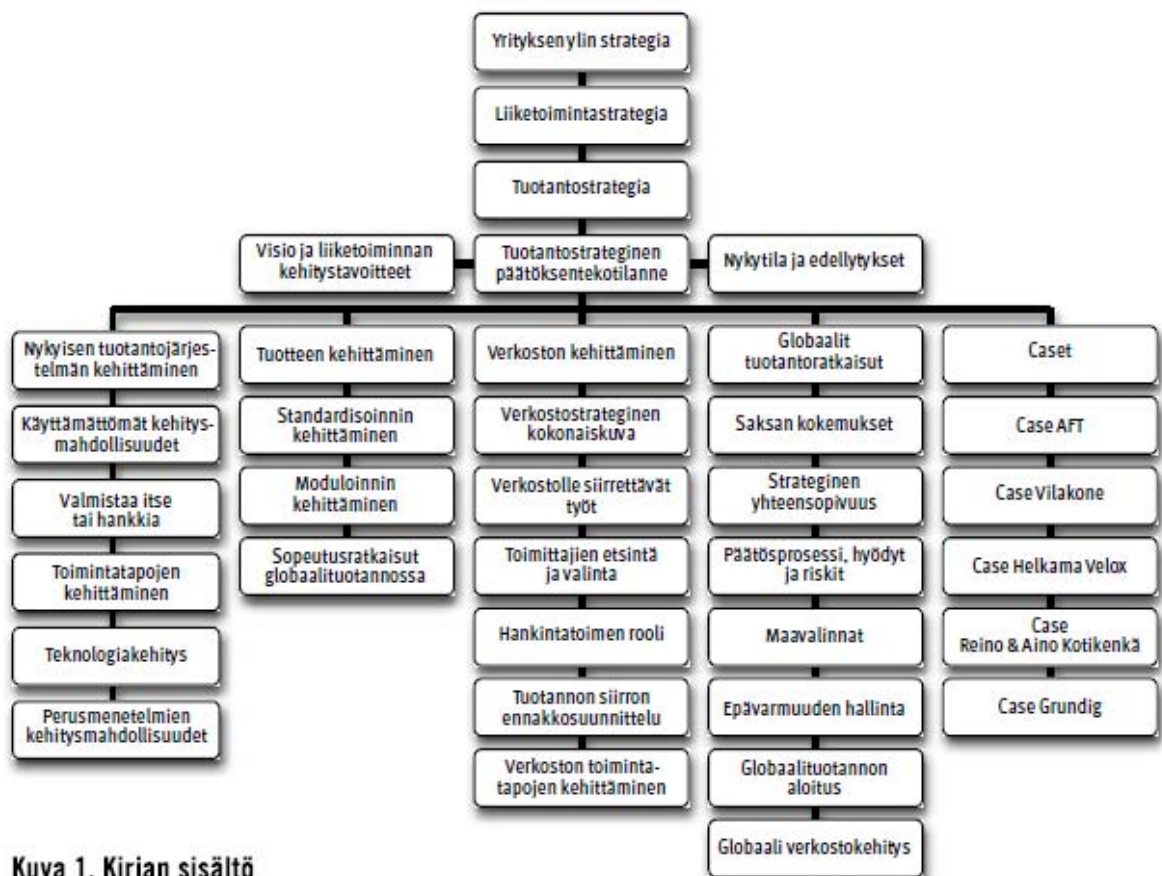 Yrityksen ylin strategia
Liiketoimintastrategia
Tuotantostrategia
Visio ja liiketoiminnan
kehitystavoitteet
Tuotantostrateginen
päätöksentekotilanne
Nykytila ja edellytykset
Nykyisen tuotantojärjes-
telmän kehittäminen
Käyttämättömät kehitys-
mahdollisuudet
Valmistaa itse
tai hankkia
Toimintatapojen
kehittäminen
Teknologiakehitys
Perusmenetelmien
kehitysmahdollisuudet
Tuotteen kehittäminen
Standardisoinnin
kehittäminen
Moduloinnin
kehittäminen
Sopeutusratkaisut
globaalituotannossa
Verkoston kehittäminen
Verkostostrateginen
kokonaiskuva
Verkostolle siirrettävät
työt
Toimittajien etsintä
ja valinta
Hankintatoimen rooli
Tuotannon siirron
ennakkosuunnittelu
Verkoston toiminta-
tapojen kehittäminen
Globaalit
tuotantoratkaisut
Saksan kokemukset
Strateginen
yhteensopivuus
Päätösprosessi, hyödyt
ja riskit
Maavalinnat
Epävarmuuden hallinta
Globaalituotannon
aloitus
Globaali verkostokehitys
Caset
Case AFT
Case Vilakone
Case Helkama Velox
Case
Reino & Aino Kotikenkä
Case Grundig
Kuva 1. Kirjan sisältö